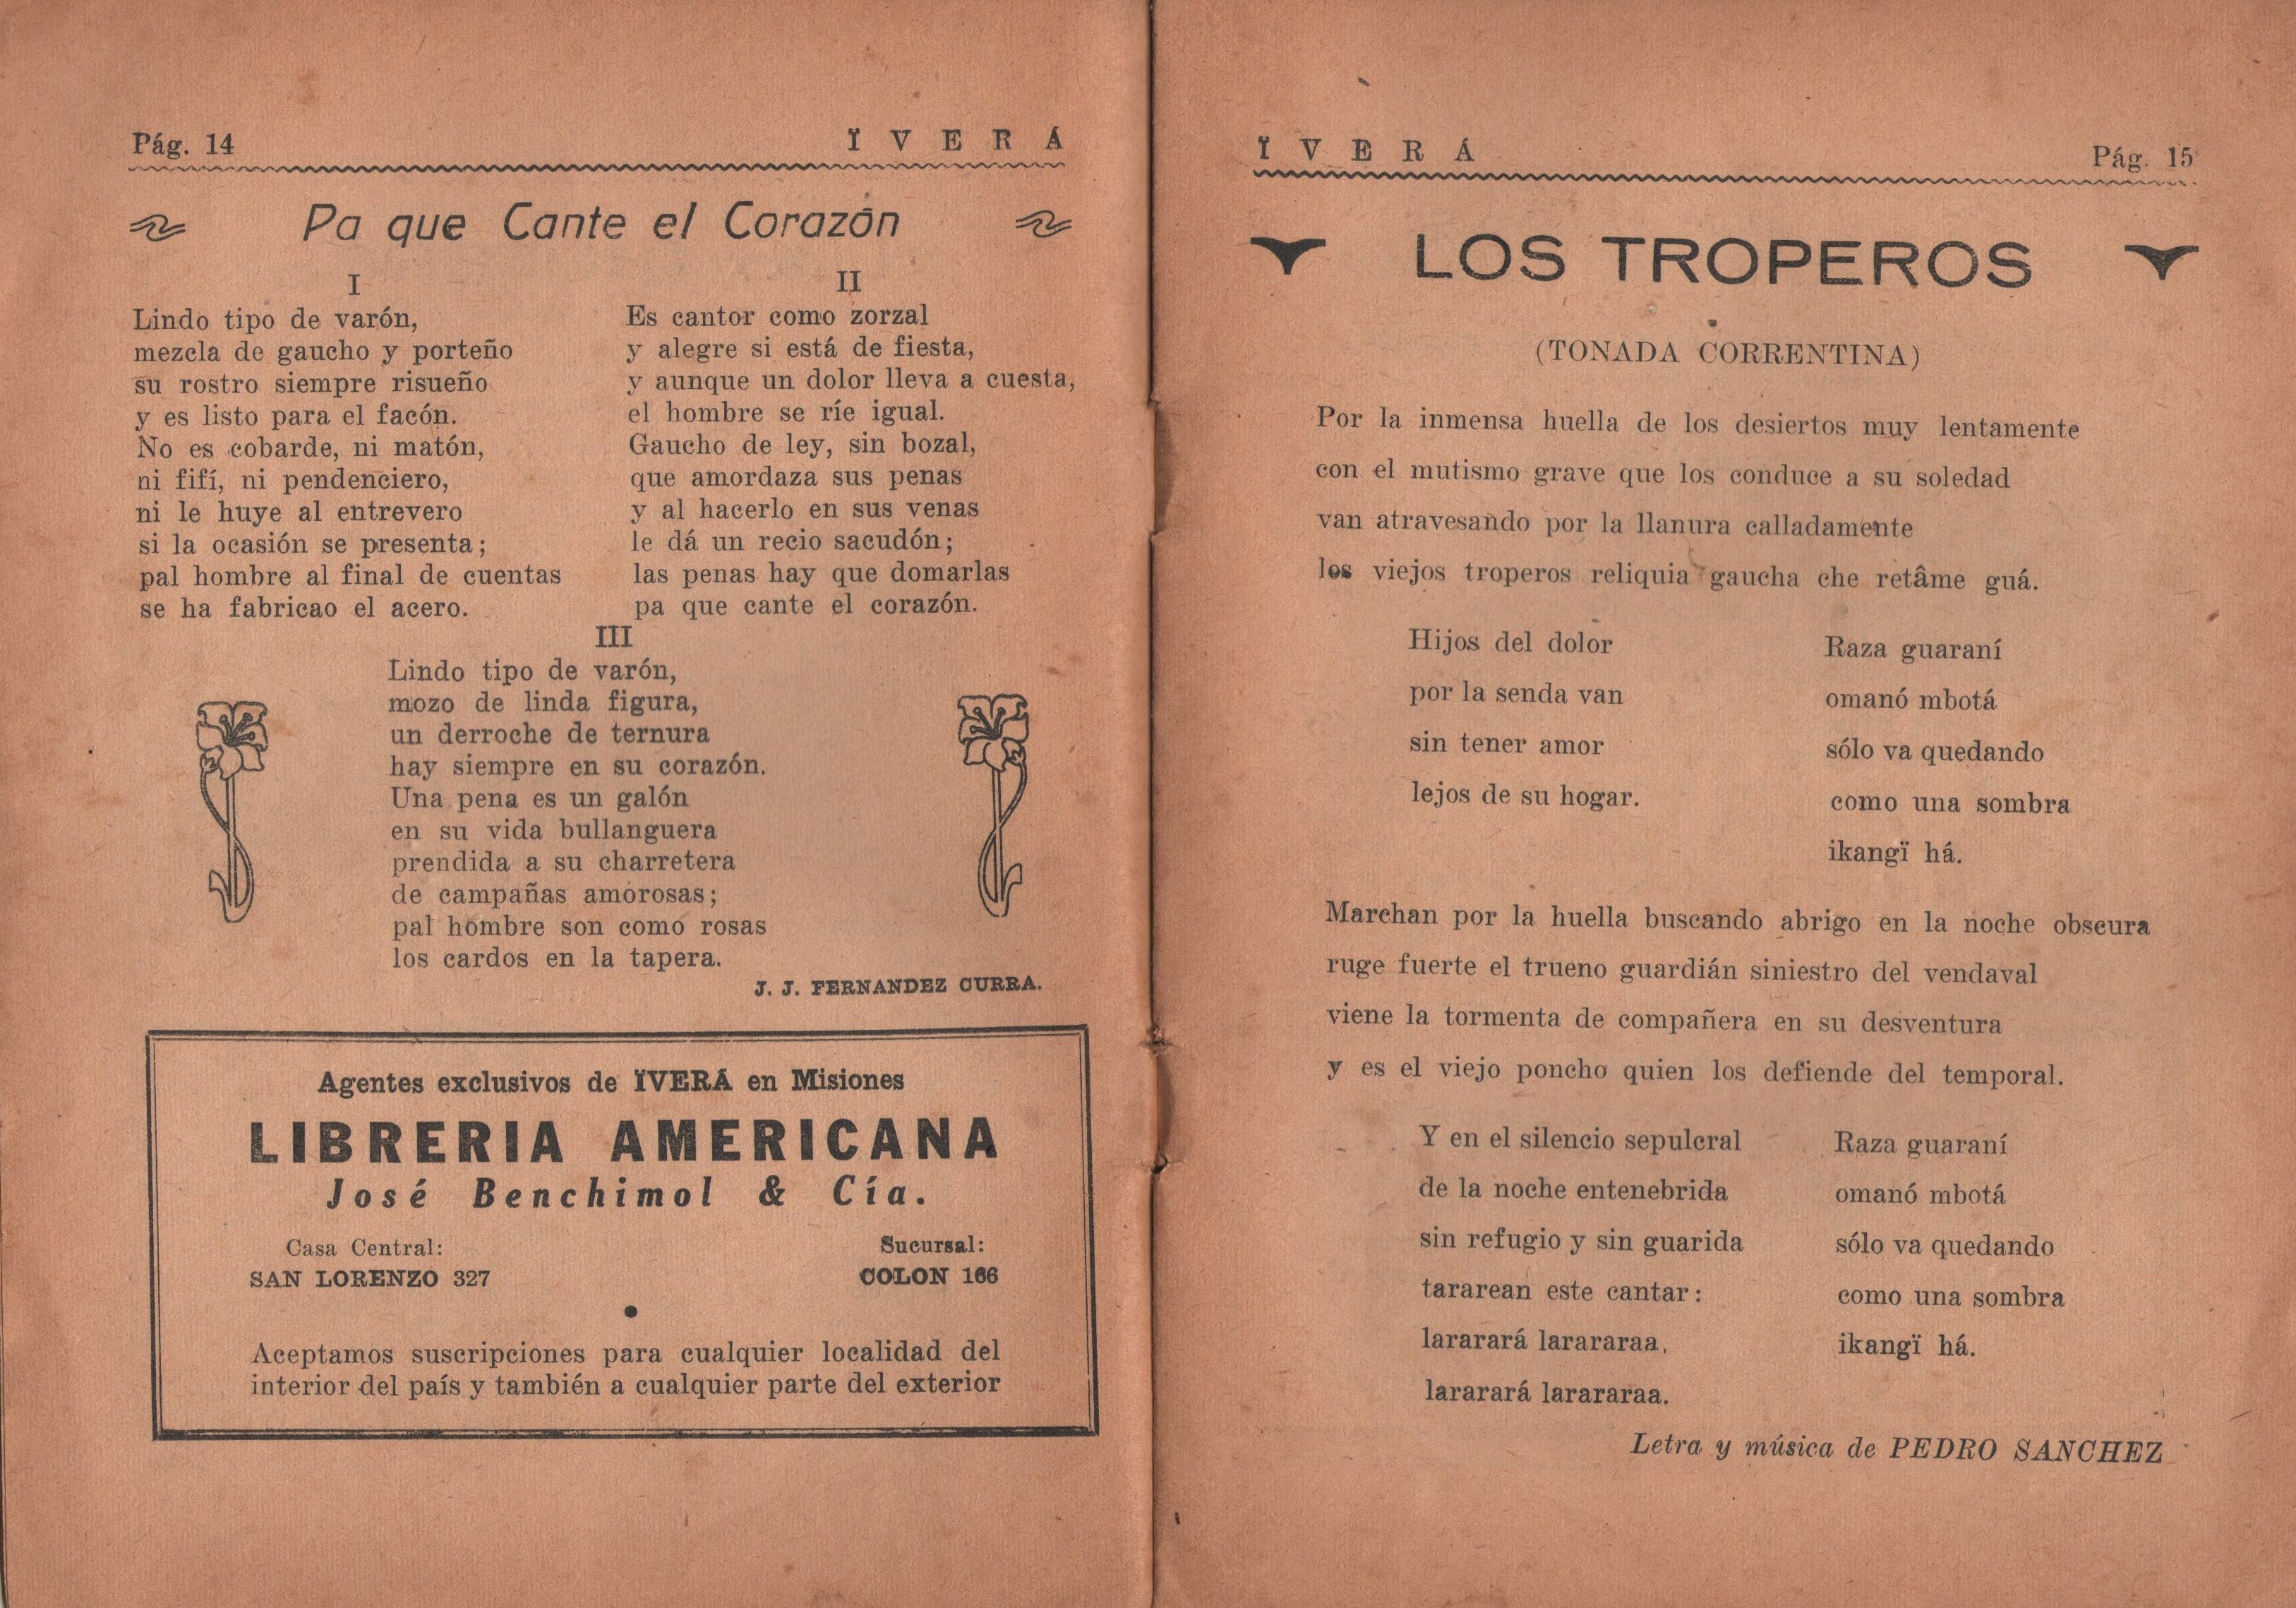 Pág. 14
ÏVERÁ
Pa que Cante el Corazón
I
Lindo tipo de varón,
mezcla de gaucho y porteño
su rostro siempre risueño
y es listo para el facón.
No es cobarde, ni matón,
ni fifí, ni pendenciero,
ni le huye al entrevero
si la ocasión se presenta;
pal hombre al final de cuentas
se ha fabricao el acero.
II
Es cantor como zorzal
y alegre si está de fiesta,
y aunque un dolor lleva a cuesta,
el hombre se ríe igual.
Gaucho de ley, sin bozal,
que amordaza sus penas
y al hacerlo en sus venas
le dá un recio sacudón;
las penas hay que domarlas
pa que cante el corazón.
III
Lindo tipo de varón,
mozo de linda figura,
un derroche de ternura
hay siempre en su corazón.
Una pena es un galón
en su vida bullanguera
prendida a su charretera
de campañas amorosas;
pal hombre son como rosas
los cardos en la tapera.
J. J. FERNANDEZ CURRA.
Agentes exclusivos de ÏVERÁ en Misiones
LIBRERIA AMERICANA
José Benchimol & Cía.
Casa Central:
SAN LORENZO 327
Sucursal:
COLON 166
Aceptamos suscripciones para cualquier localidad del
interior del país y también a cualquier parte del exterior
ÏVERÁ
Pág. 15
LOS TROPEROS
(TONADA CORRENTINA)
Por la inmensa huella de los desiertos muy lentamente
con el mutismo grave que los conduce a su soledad
van atravesando por la llanura calladamente
los viejos troperos reliquia gaucha che retâme guá.
Hijos del dolor
por la senda van
sin tener amor
lejos de su hogar.
Raza guaraní
omanó mbotá
sólo va quedando
como una sombra
ikangï há.
Marchan por la huella buscando abrigo en la noche obscura
ruge fuerte el trueno guardián siniestro del vendaval
viene la tormenta de compañera en su desventura
y es el viejo poncho quien los defiende del temporal.
Y en el silencio sepulcral
de la noche entenebrida
sin refugio y sin guarida
tararean este cantar:
lararará larararaa,
lararará larararaa.
Raza guaraní
omanó mbotá
sólo va quedando
como una sombra
ikangï há.
Letra y música de PEDRO SANCHEZ